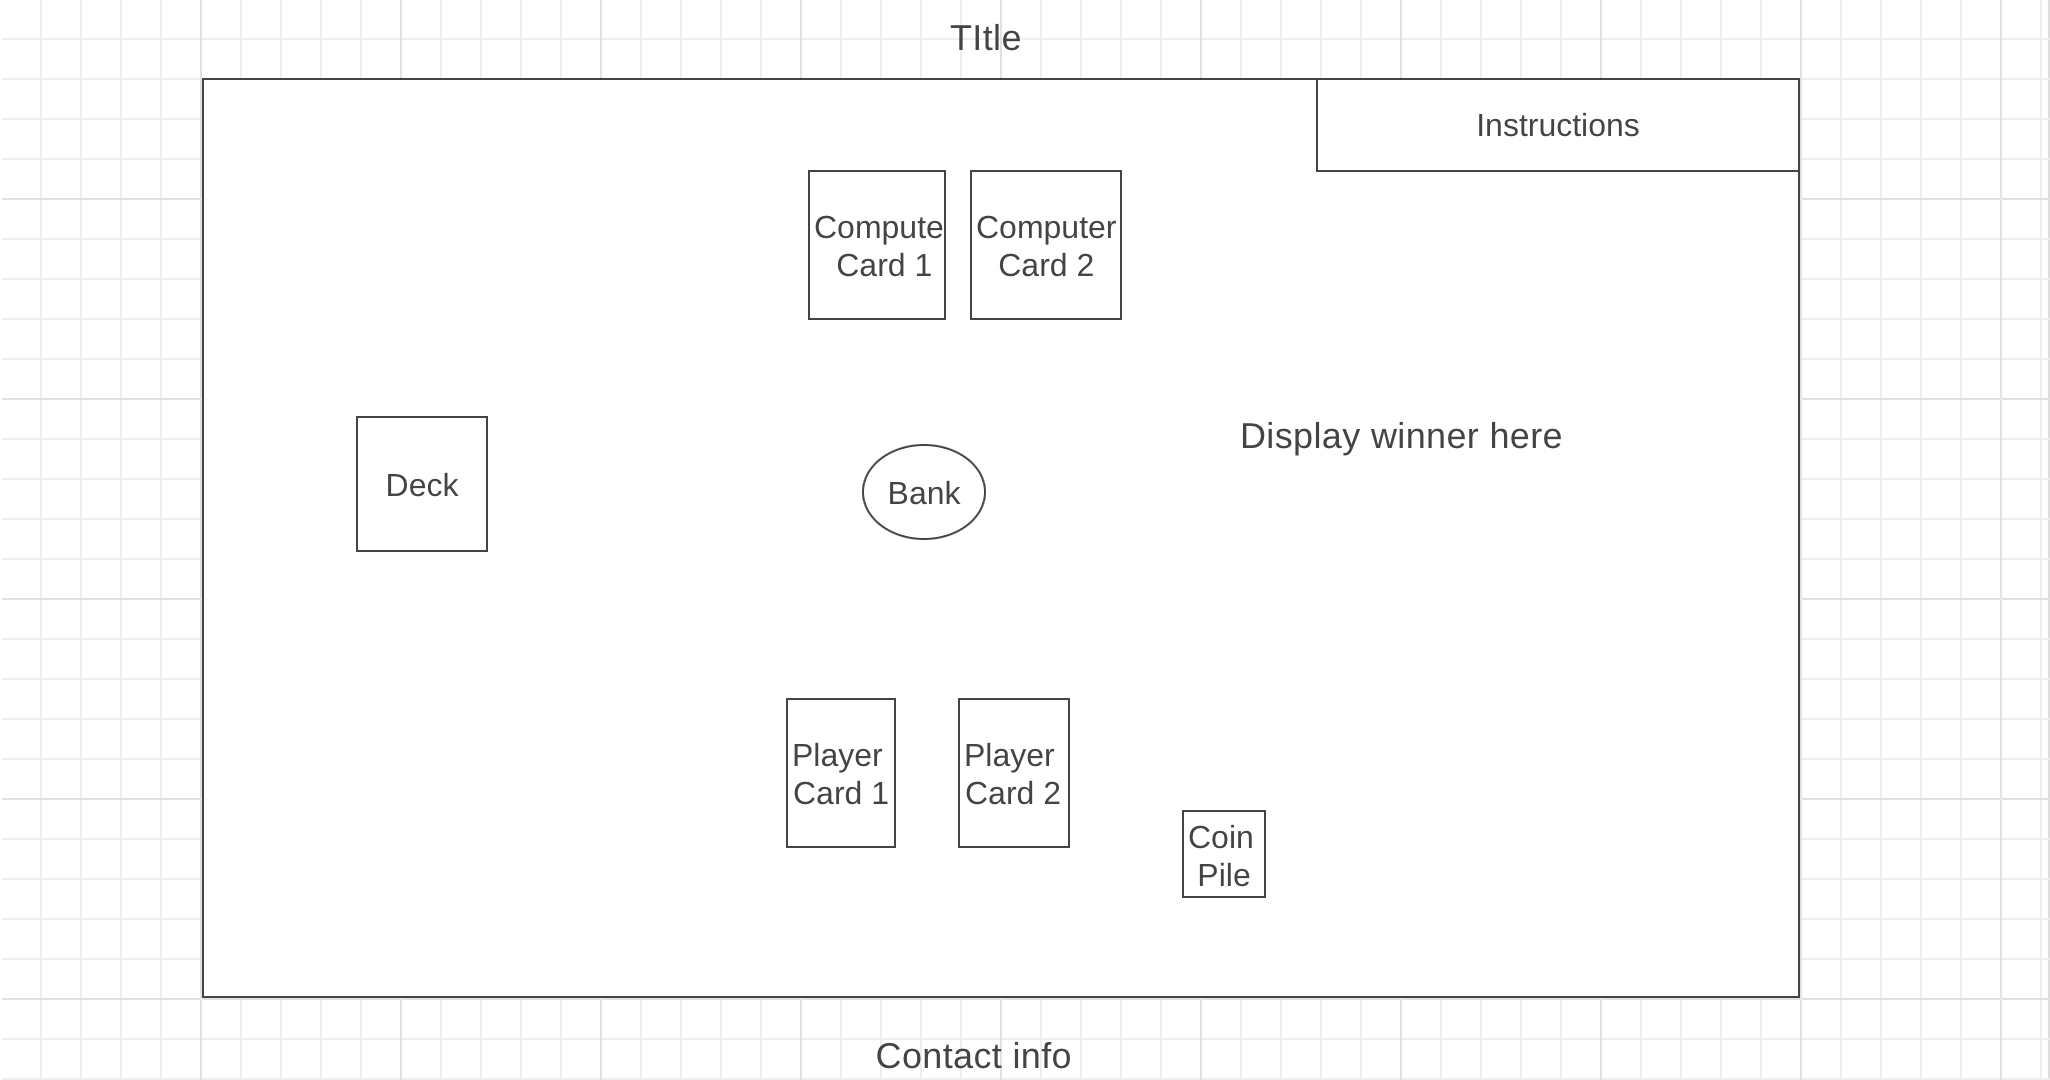 TItle
Instructions
Compute
Card 1
Computer
Card 2
Display winner here
Deck
Bank
Player
Card 1
Player
Card 2
Coin
Pile
Contact info